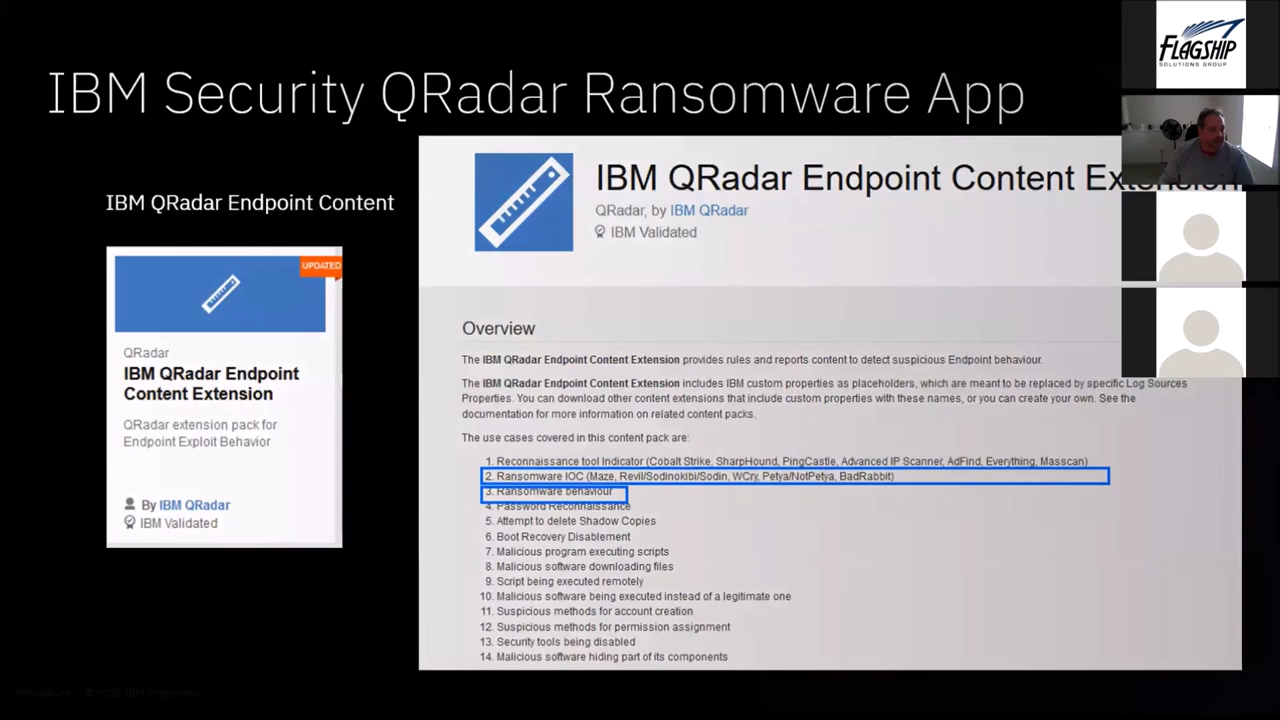 IBM Security QRadar Ransomware App
FLAGSHIP
SOLUTIONS GROUP
IBM QRadar Endpoint Content
UPDATED
QRadar
IBM QRadar Endpoint
Content Extension
QRadar extension pack for
Endpoint Exploit Behavior
By IBM QRadar
IBM Validated
IBM QRadar Endpoint Content Extension
QRadar, by IBM QRadar
IBM Validated
Overview
The IBM QRadar Endpoint Content Extension provides rules and reports content to detect suspicious Endpoint behaviour.
The IBM QRadar Endpoint Content Extension includes IBM custom properties as placeholders, which are meant to be replaced by specific Log Sources
Properties. You can download other content extensions that include custom properties with these names, or you can create your own. See the
documentation for more information on related content packs.
The use cases covered in this content pack are:
1. Reconnaissance tool Indicator (Cobalt Strike, SharpHound, PingCastle, Advanced IP Scanner, AdFind, Everything, Masscan)
2. Ransomware IOC (Maze, Revil/Sodinokibi/Sodin, WCry, Petya/NotPetya, BadRabbit)
3. Ransomware behaviour
4. Password Reconnaissance
5. Attempt to delete Shadow Copies
6. Boot Recovery Disablement
7. Malicious program executing scripts
8. Malicious software downloading files
9. Script being executed remotely
10. Malicious software being executed instead of a legitimate one
11. Suspicious methods for account creation
12. Suspicious methods for permission assignment
13. Security tools being disabled
14. Malicious software hiding part of its components